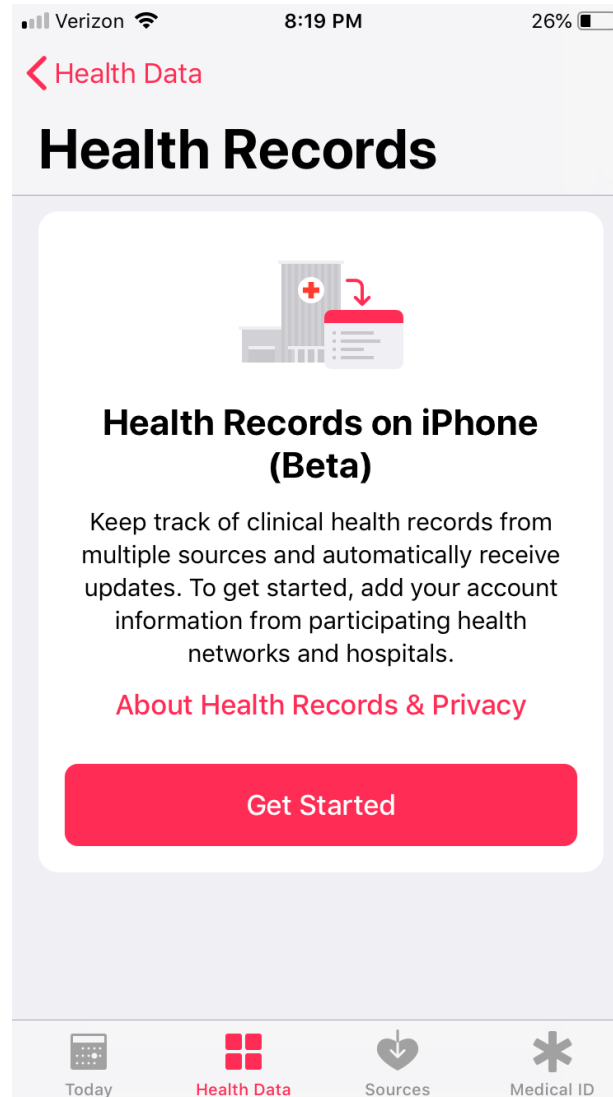 Verizon 8:19 PM 26%
Health Data
Health Records
Health Records on iPhone
(Beta)
Keep track of clinical health records from
multiple sources and automatically receive
updates. To get started, add your account
information from participating health
networks and hospitals.
About Health Records & Privacy
Get Started
Today Health Data Sources Medical ID